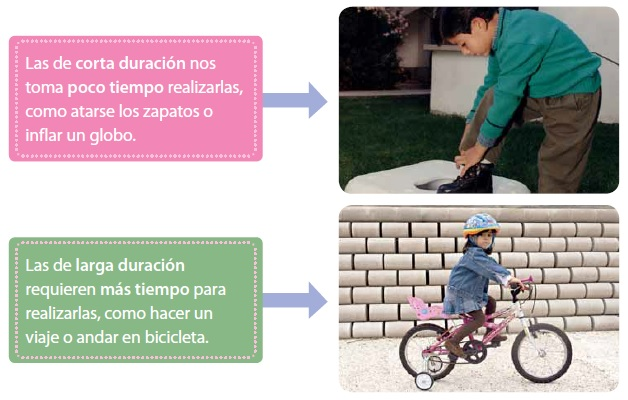 Las de corta duración nos
toma poco tiempo realizarlas,
como atarse los zapatos o
inflar un globo.
Las de larga duración
requieren más tiempo para
realizarlas, como hacer un
viaje o andar en bicicleta.